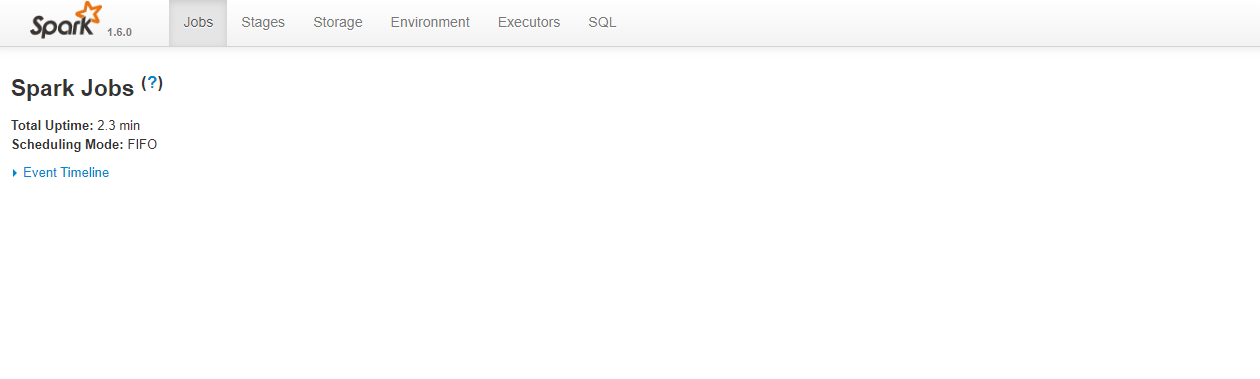 Spark 1.6.0 Jobs Stages Storage Environment Executors SQL
Spark Jobs (?)
Total Uptime: 2.3 min
Scheduling Mode: FIFO
Event Timeline